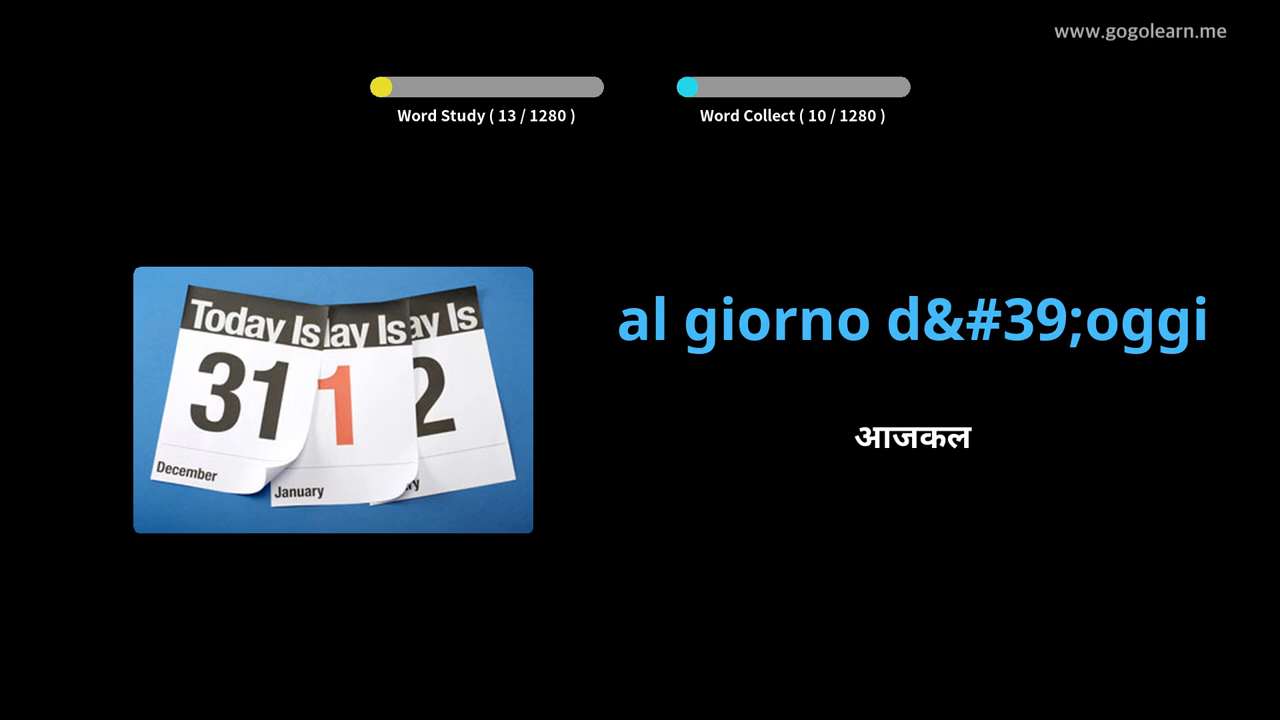 www.gogolearn.me
Word Study ( 13 / 1280 )
Word Collect ( 10 / 1280 )
Today Is
lay Is
ay Is
31
1
2
December
January
ry
al giorno d&#39;oggi
आजकल